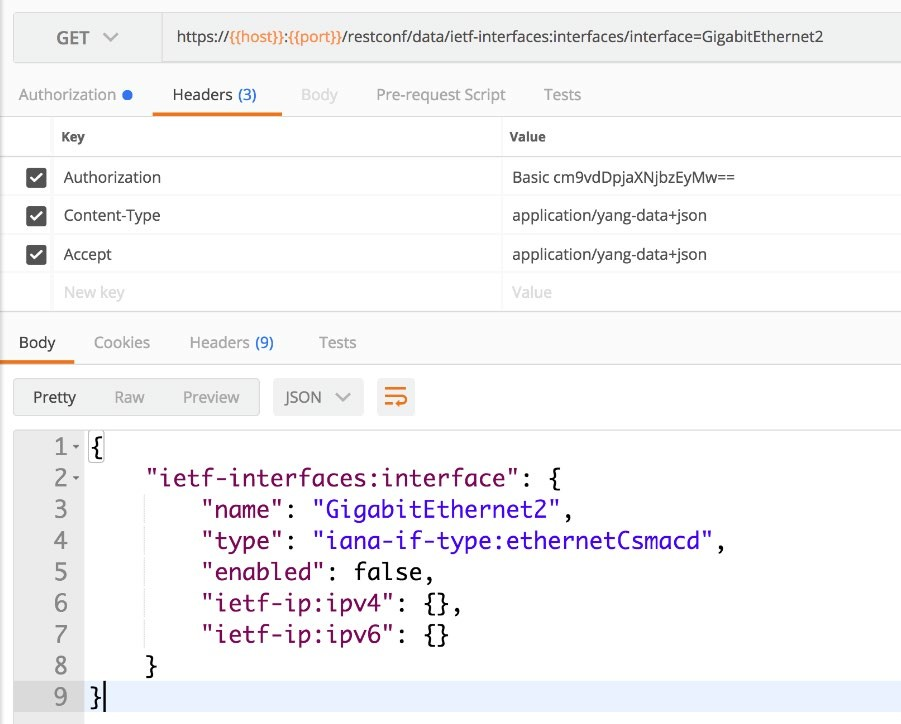 GET https://{{host}}:{{port}}/restconf/data/ietf-interfaces:interfaces/interface=GigabitEthernet2
Authorization Headers (3) Body Pre-request Script Tests
Key Value
Authorization Basic cm9vdDpjaXNjbzEyMw==
Content-Type application/yang-data+json
Accept application/yang-data+json
New key Value
Body Cookies Headers (9) Tests
Pretty Raw Preview JSON
1 {
2 "ietf-interfaces:interface": {
3 "name": "GigabitEthernet2",
4 "type": "iana-if-type:ethernetCsmacd",
5 "enabled": false,
6 "ietf-ip:ipv4": {},
7 "ietf-ip:ipv6": {}
8 }
9 }